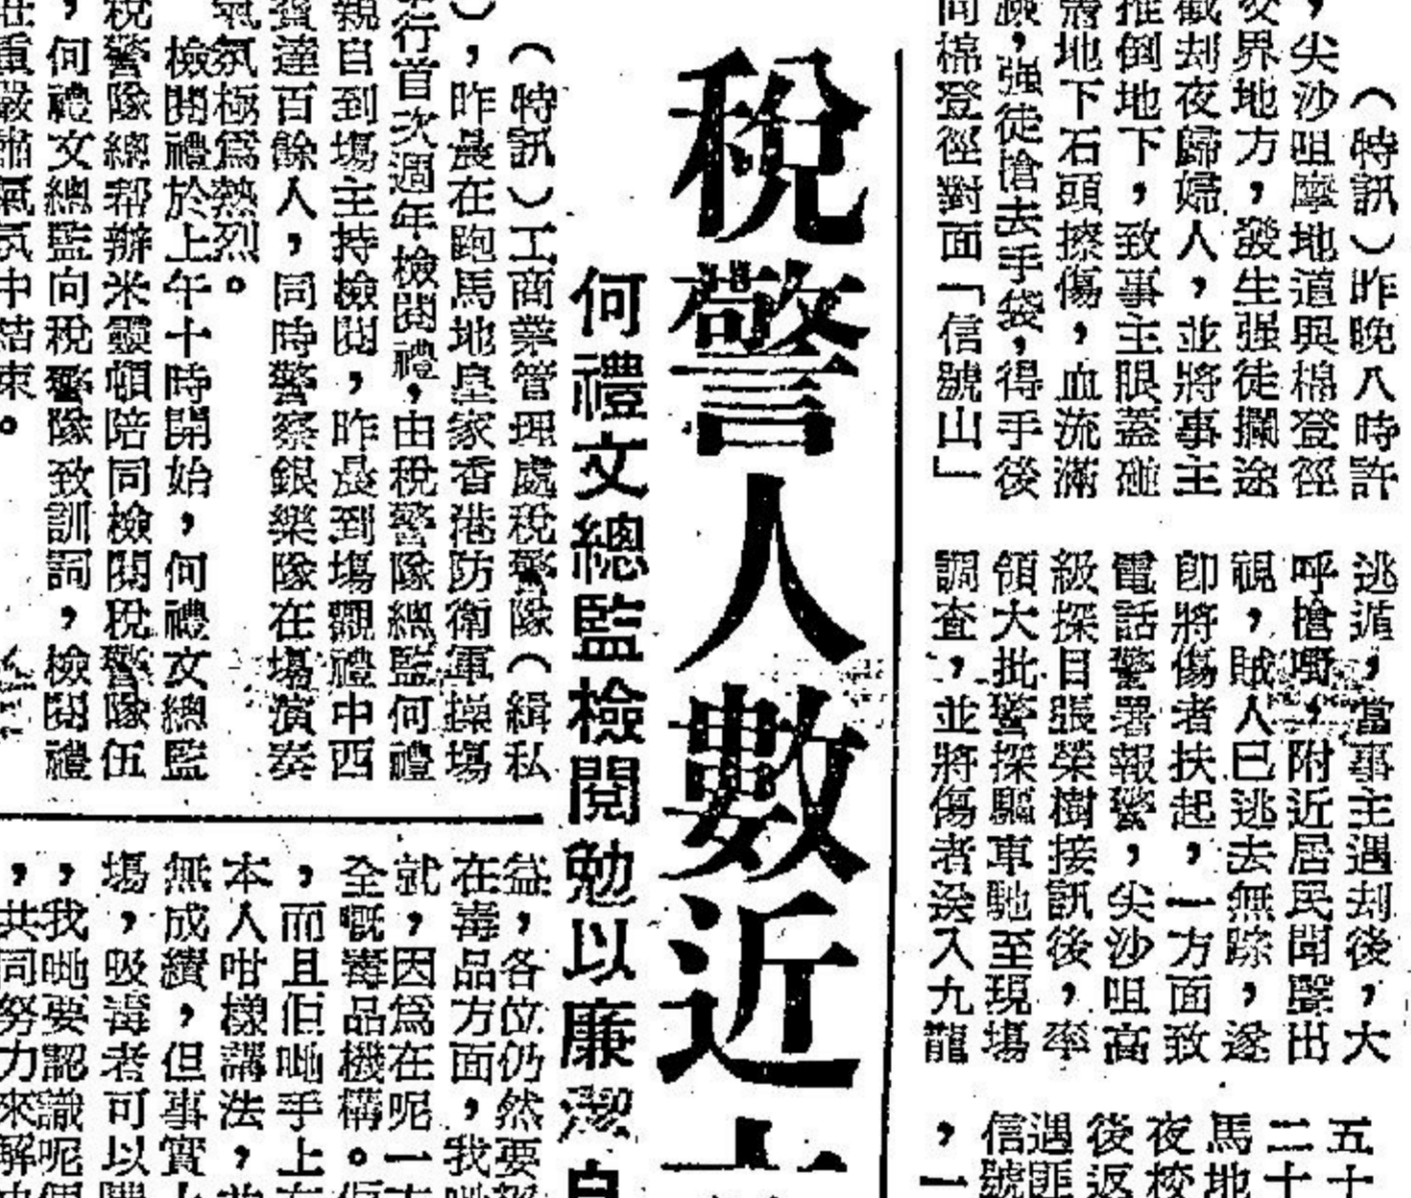 （特訊）昨晚八時許
，尖沙咀摩地道與棉登徑
交界地方，發生强徒攔途
截刦夜歸婦人，並將事主
推倒地下，致事主眼蓋碰
落地下石頭擦傷，血流滿
臉，强徒搶去手袋，得手後
向棉登徑對面「信號山」
逃遁，當事主遇刦後，大
呼搶嘢，附近居民聞聲出
視，賊人已逃去無踪，遂
卽將傷者扶起，一方面致
電話警署報警，尖沙咀高
級探目張榮樹接訊後，率
領大批警探驅車馳至現場
調查，並將傷者送入九龍
五十
二十
馬地
夜校
後返
遇匪
信號
，一
稅警人數近
何禮文總監檢閱勉以廉潔自
（特訊）工商業管理處稅警隊（緝私
），昨晨在跑馬地皇家香港防衛軍操場
行首次週年檢閱禮，由稅警隊總監何禮
親自到場主持檢閱，昨晨到場觀禮中西
賓達百餘人，同時警察銀樂隊在場演奏
氣氛極爲熱烈。
檢閱禮於上午十時開始，何禮文總監
稅警隊總帮辦米靈頓陪同檢閱稅警隊伍
，何禮文總監向稅警隊致訓詞，檢閱禮
莊重嚴肅氣氛中結束。
益，各位仍然要
在毒品方面，我
就，因爲在呢一
全嘅毒品機構。
，而且佢哋手上
本人咁樣講法，
無成績，但事實
場，吸毒者可以
，我哋要認識呢
，共同努力來解